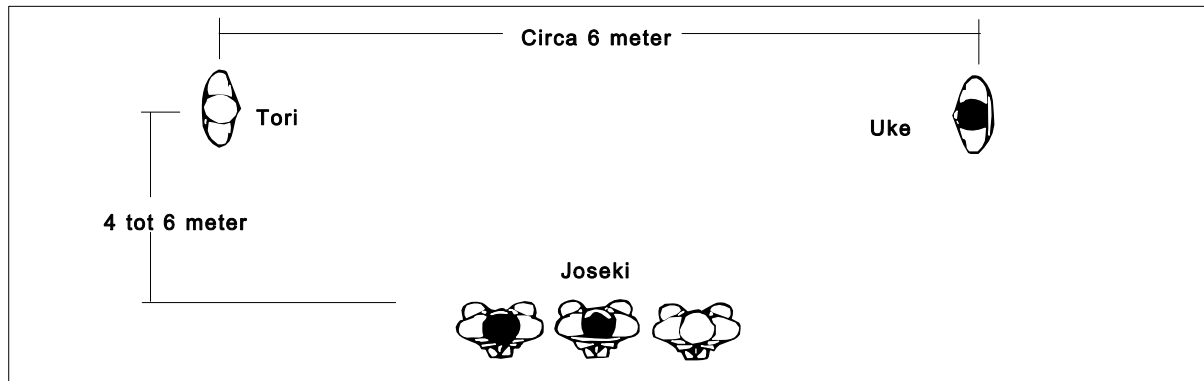 Circa 6 meter
Tori
Uke
4 tot 6 meter
Joseki